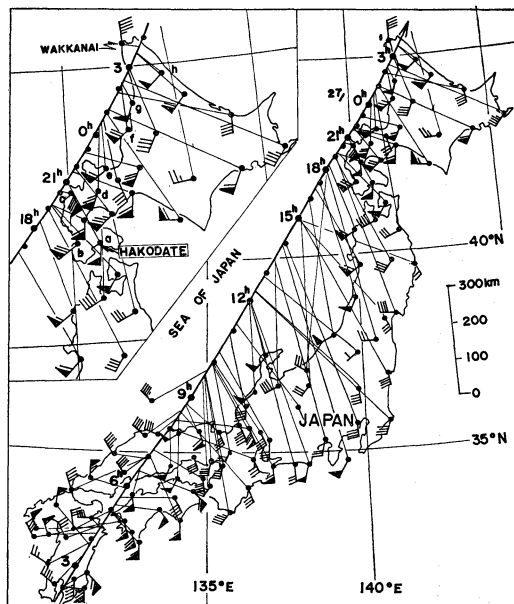 WAKKANAI
3
h
g
f
0h
e
21h
d
c
18h
a
b
HAKODATE
SEA OF JAPAN
3h
27/
0h
21h
18h
15h
12h
9h
6h
3
40°N
300km
200
100
0
JAPAN
35°N
135°E
140°E